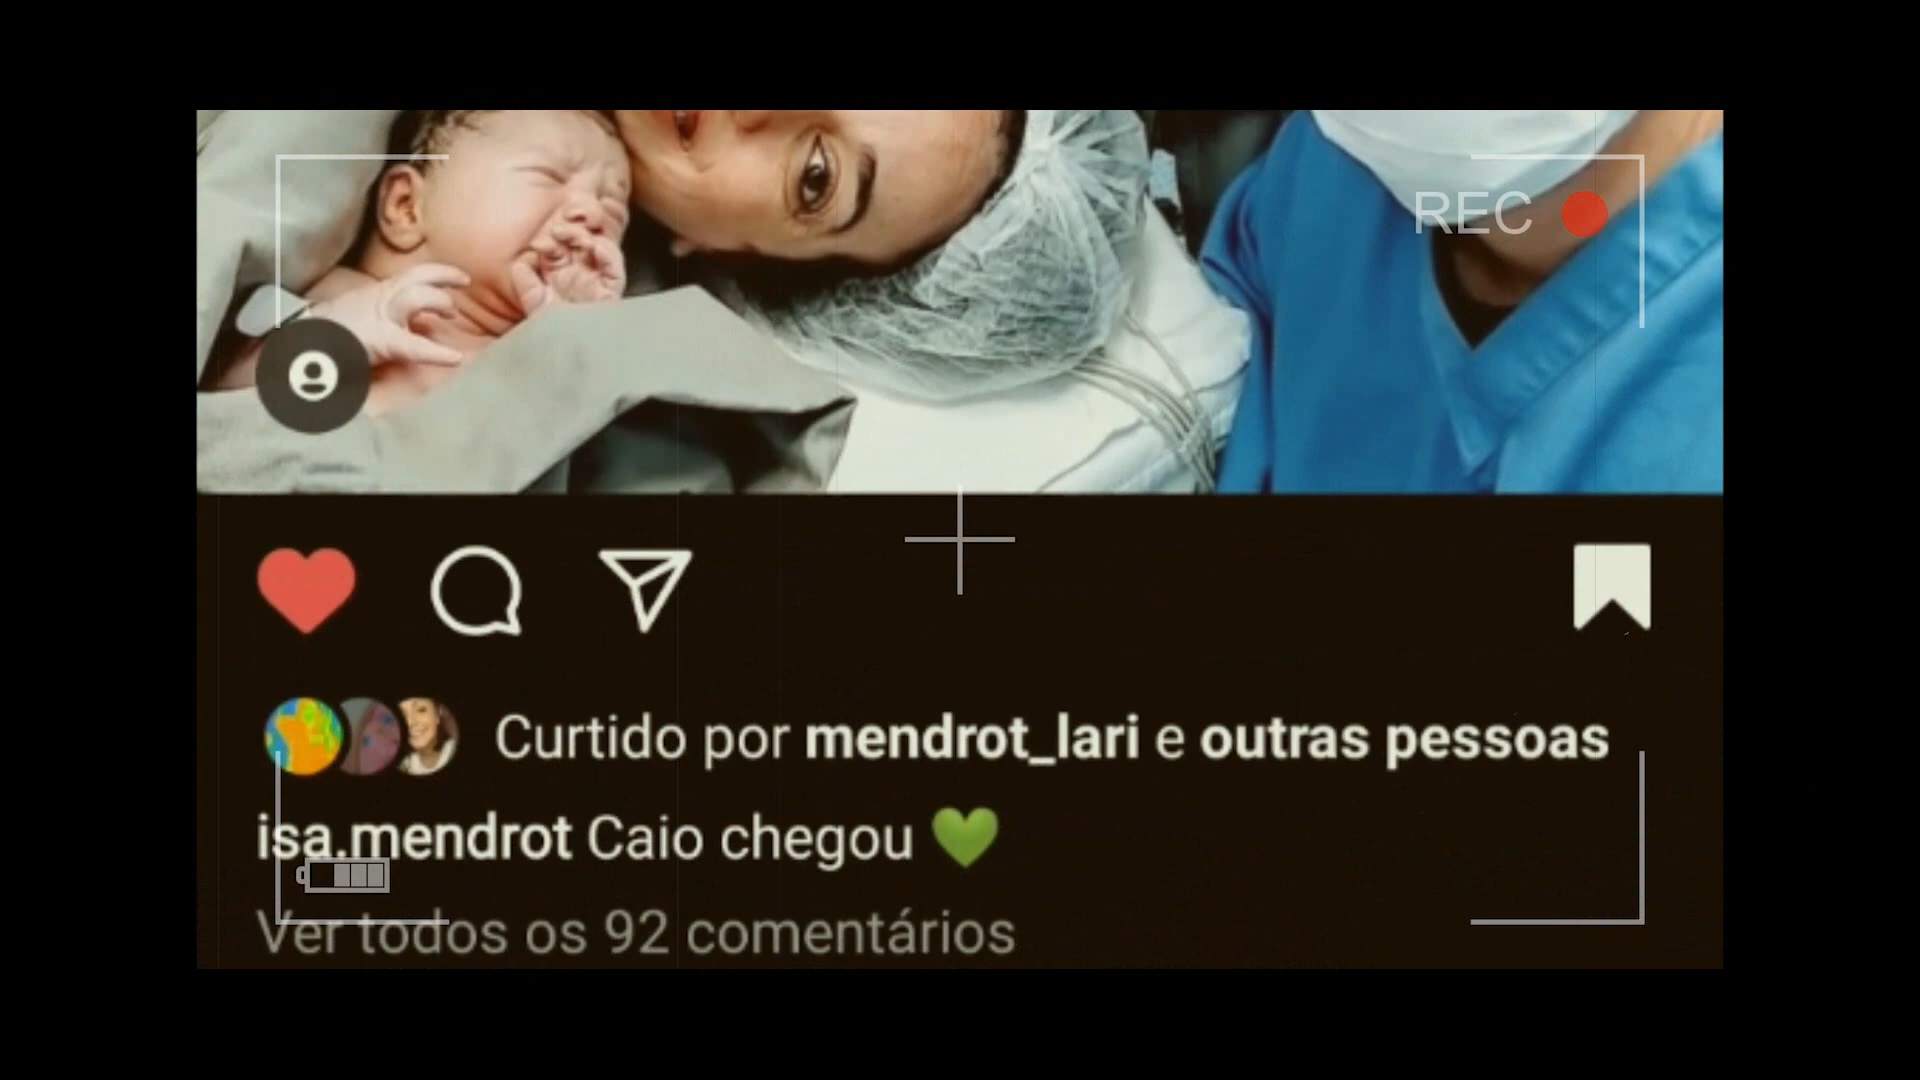 REC
Curtido por mendrot_lari e outras pessoas
isa.mendrot Caio chegou 💚
Ver todos os 92 comentários